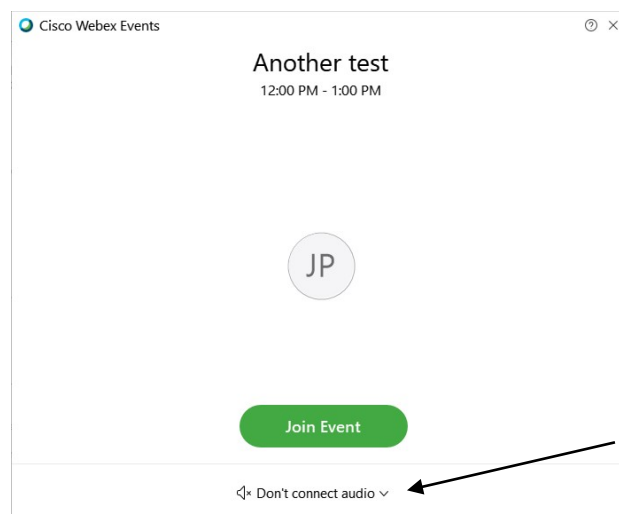 Cisco Webex Events
Another test
12:00 PM - 1:00 PM
JP
Join Event
Don't connect audio